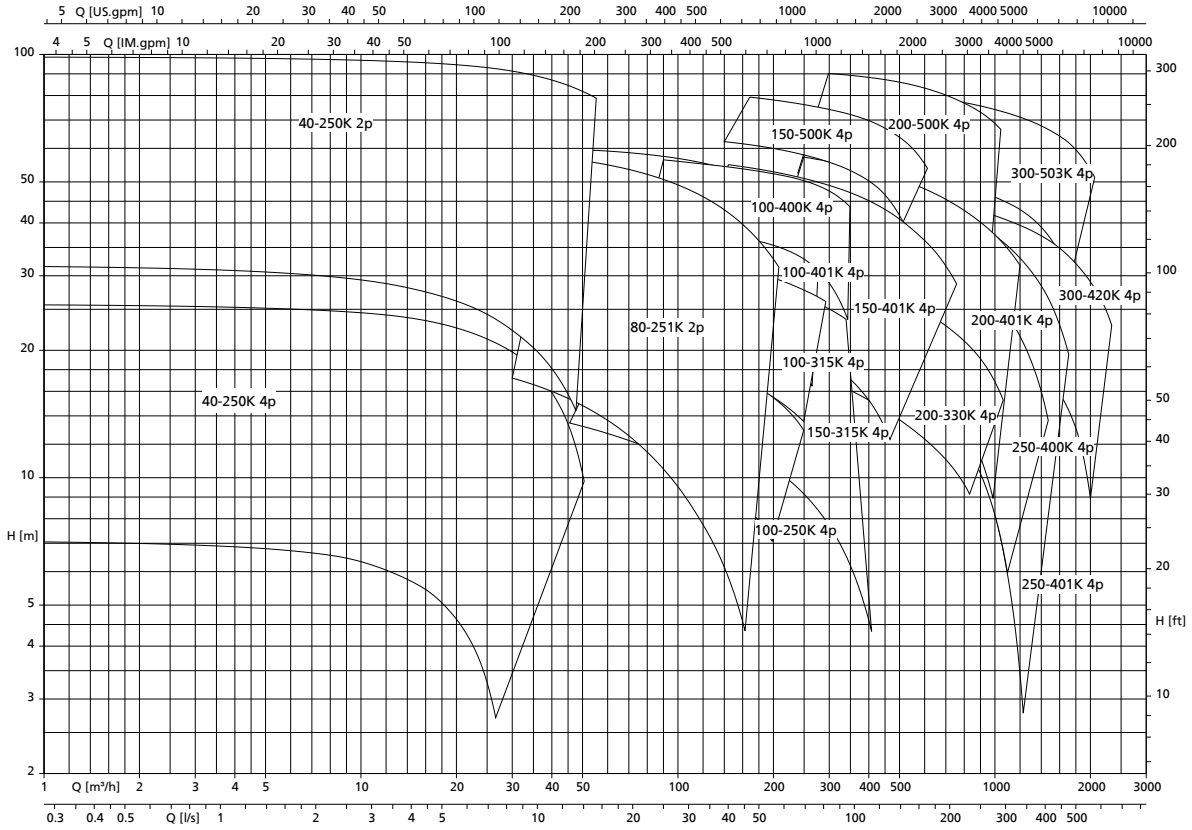 5 Q [US.gpm] 10 20 30 40 50 100 200 300 400 500 1000 2000 3000 4000 5000 10000
4 5 Q [IM.gpm] 10 20 30 40 50 100 200 300 400 500 1000 2000 3000 4000 5000 10000
100
300
40-250K 2p
200-500K 4p
150-500K 4p
200
300-503K 4p
50
100-400K 4p
40
30
100-401K 4p
100
300-420K 4p
150-401K 4p
200-401K 4p
80-251K 2p
20
100-315K 4p
40-250K 4p
50
200-330K 4p
150-315K 4p
40
250-400K 4p
10
30
100-250K 4p
H [m]
20
250-401K 4p
5
H [ft]
4
3
10
2
1 Q [m³/h] 2 3 4 5 10 20 30 40 50 100 200 300 400 500 1000 2000 3000
0.3 0.4 0.5 Q [l/s] 1 2 3 4 5 10 20 30 40 50 100 200 300 400 500